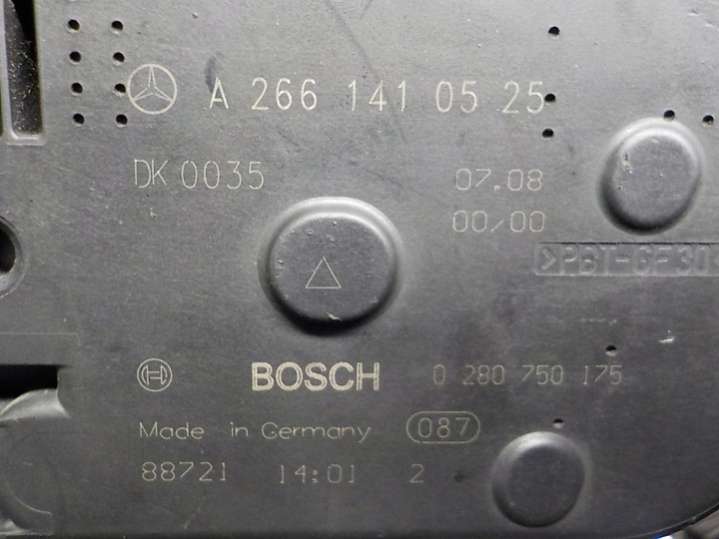 A 266 141 05 25
DK 0035 07.08
00/00
>PBT-GF30
BOSCH 0 280 750 175
Made in Germany 087
88721 14:01 2